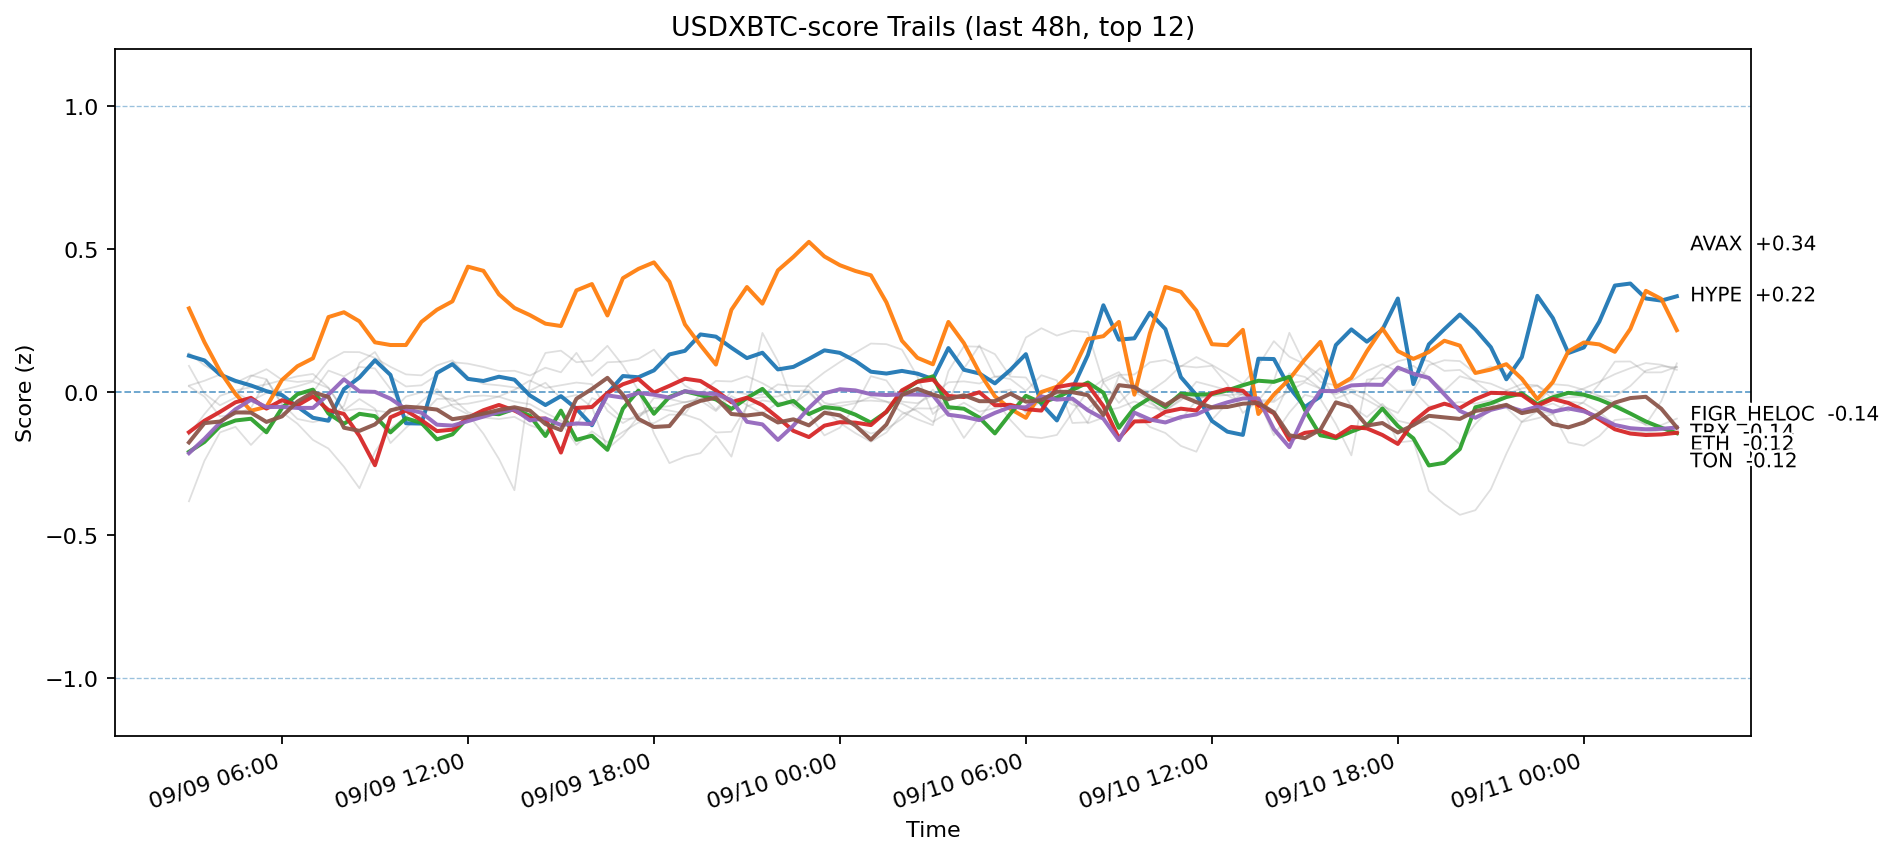 USDXBTC-score Trails (last 48h, top 12)
Score (z)
1.0
0.5
0.0
−0.5
−1.0
AVAX +0.34
HYPE +0.22
FIGR_HELOC -0.14
TRX -0.14
ETH -0.12
TON -0.12
09/09 06:00
09/09 12:00
09/09 18:00
09/10 00:00
09/10 06:00
09/10 12:00
09/10 18:00
09/11 00:00
Time